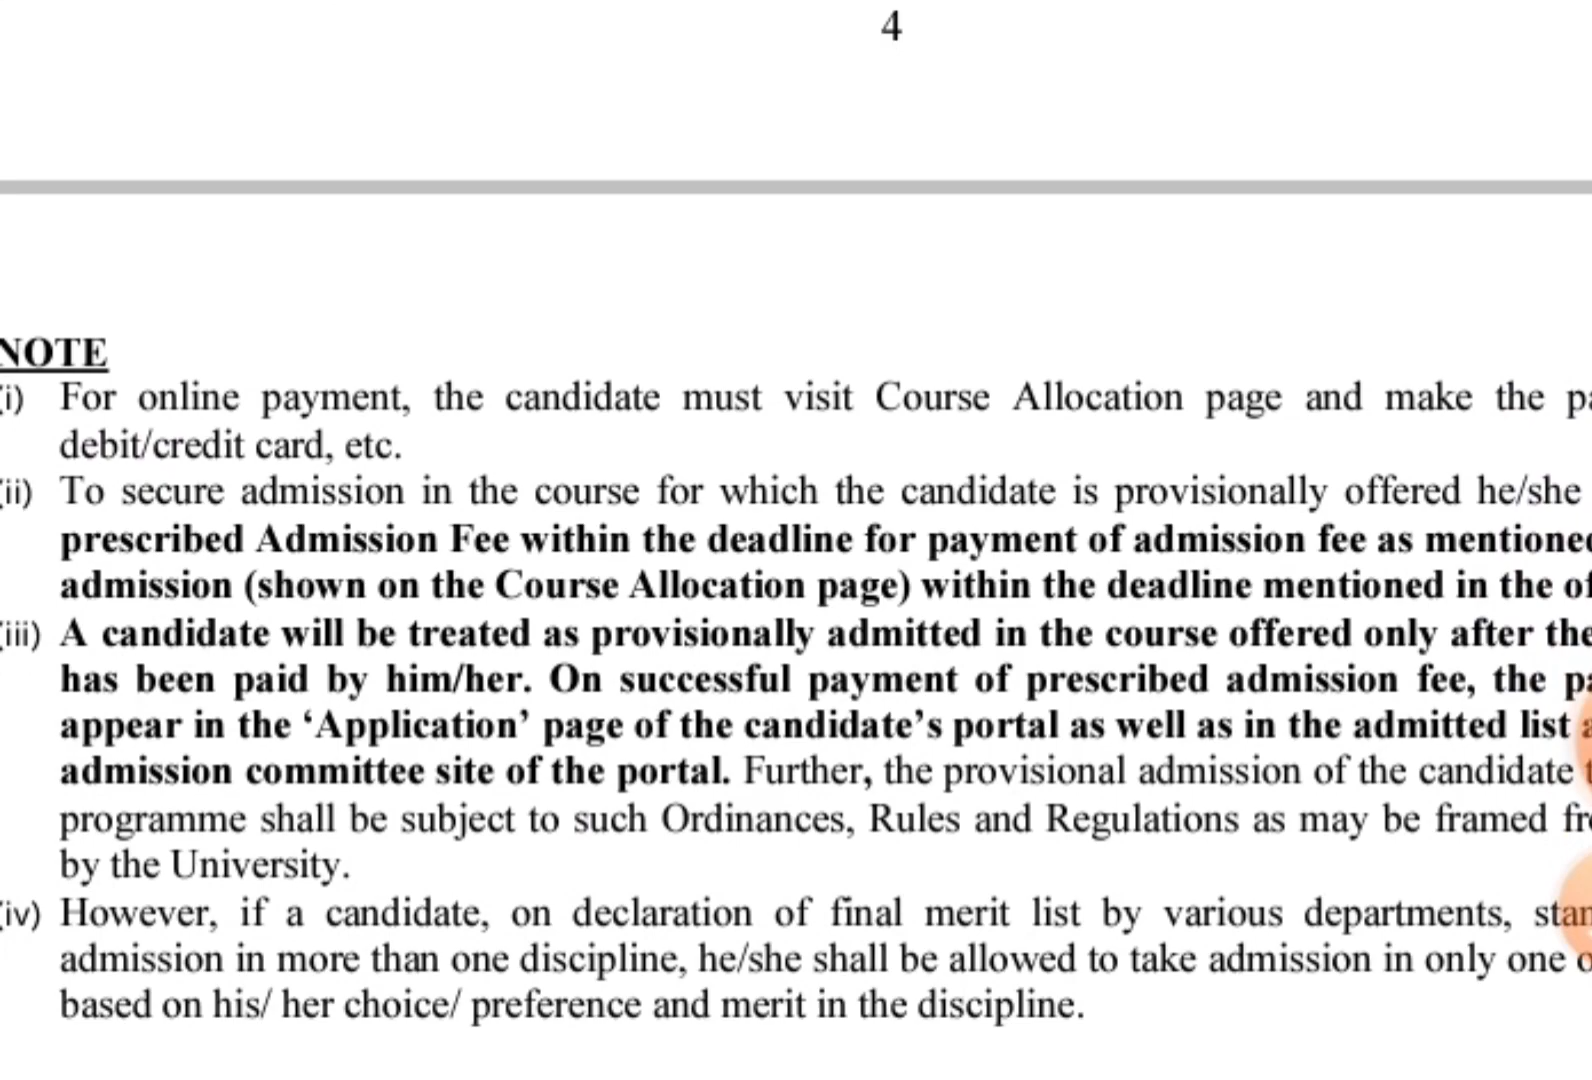 4
NOTE
(i) For online payment, the candidate must visit Course Allocation page and make the
debit/credit card, etc.
(ii) To secure admission in the course for which the candidate is provisionally offered he/she
prescribed Admission Fee within the deadline for payment of admission fee as mentioned
admission (shown on the Course Allocation page) within the deadline mentioned in the
(iii) A candidate will be treated as provisionally admitted in the course offered only after the
has been paid by him/her. On successful payment of prescribed admission fee, the
appear in the ‘Application’ page of the candidate’s portal as well as in the admitted list
admission committee site of the portal. Further, the provisional admission of the candidate
programme shall be subject to such Ordinances, Rules and Regulations as may be framed
by the University.
(iv) However, if a candidate, on declaration of final merit list by various departments,
admission in more than one discipline, he/she shall be allowed to take admission in only one
based on his/ her choice/ preference and merit in the discipline.